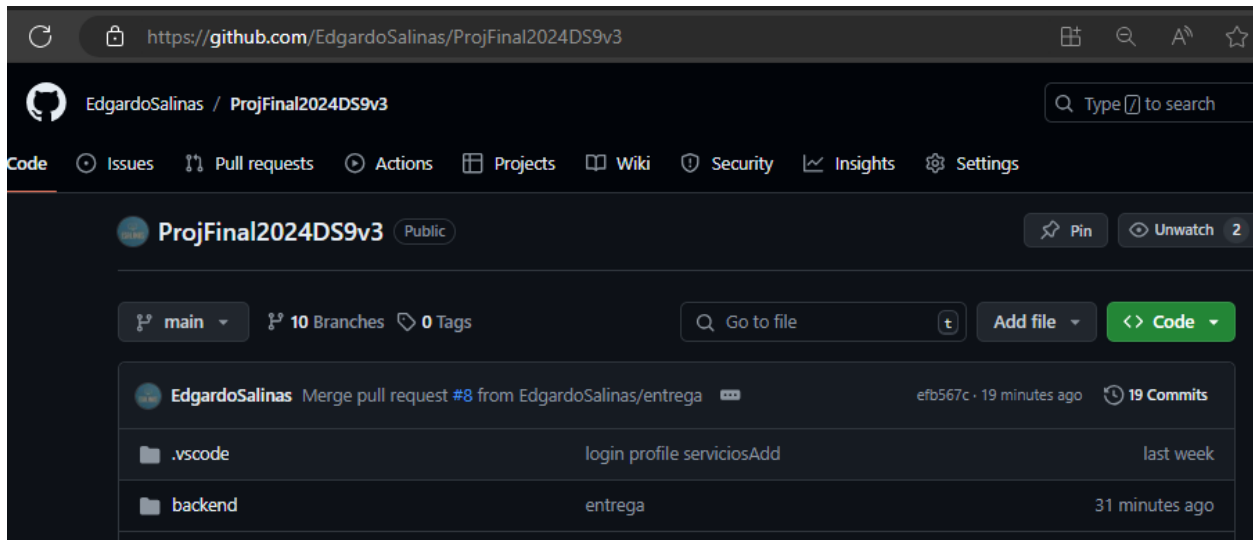 https://github.com/EdgardoSalinas/ProjFinal2024DS9v3
EdgardoSalinas / ProjFinal2024DS9v3
Type / to search
Code Issues Pull requests Actions Projects Wiki Security Insights Settings
ProjFinal2024DS9v3 Public
Pin Unwatch 2
main 10 Branches 0 Tags Go to file t Add file <> Code
EdgardoSalinas Merge pull request #8 from EdgardoSalinas/entrega efb567c · 19 minutes ago 19 Commits
.vscode login profile serviciosAdd last week
backend entrega 31 minutes ago